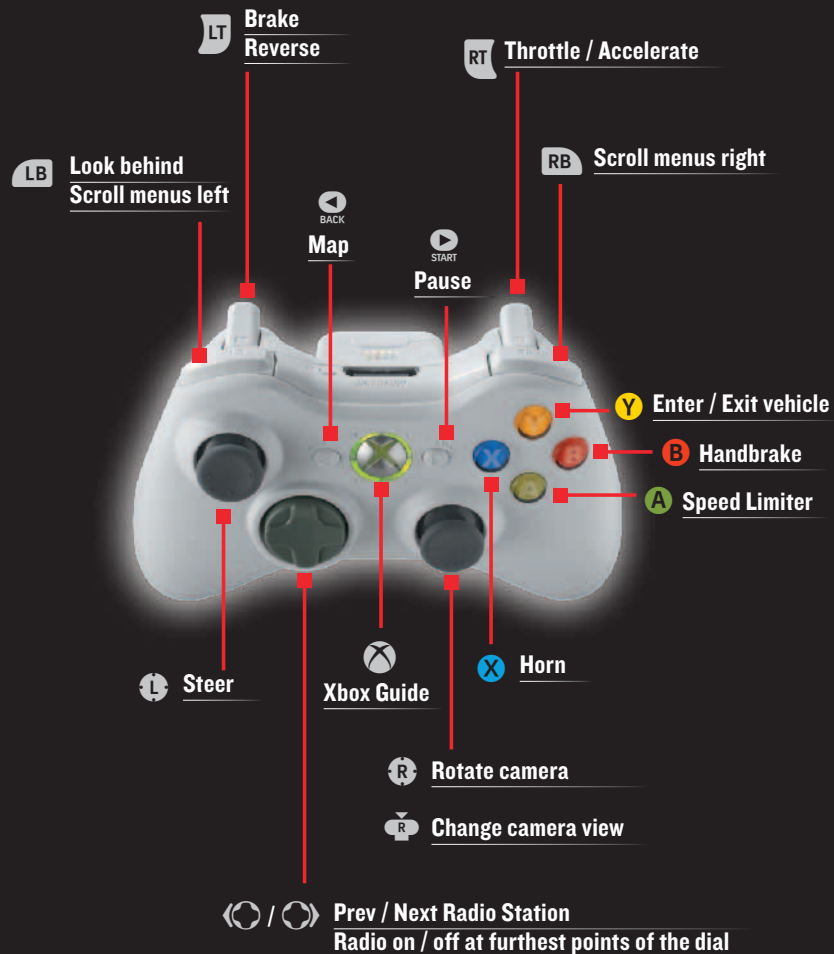 LT Brake
Reverse
RT Throttle / Accelerate
LB Look behind
Scroll menus left
RB Scroll menus right
BACK
Map
START
Pause
Y Enter / Exit vehicle
B Handbrake
A Speed Limiter
X Horn
L Steer
Xbox Guide
R Rotate camera
R Change camera view
/ Prev / Next Radio Station
Radio on / off at furthest points of the dial